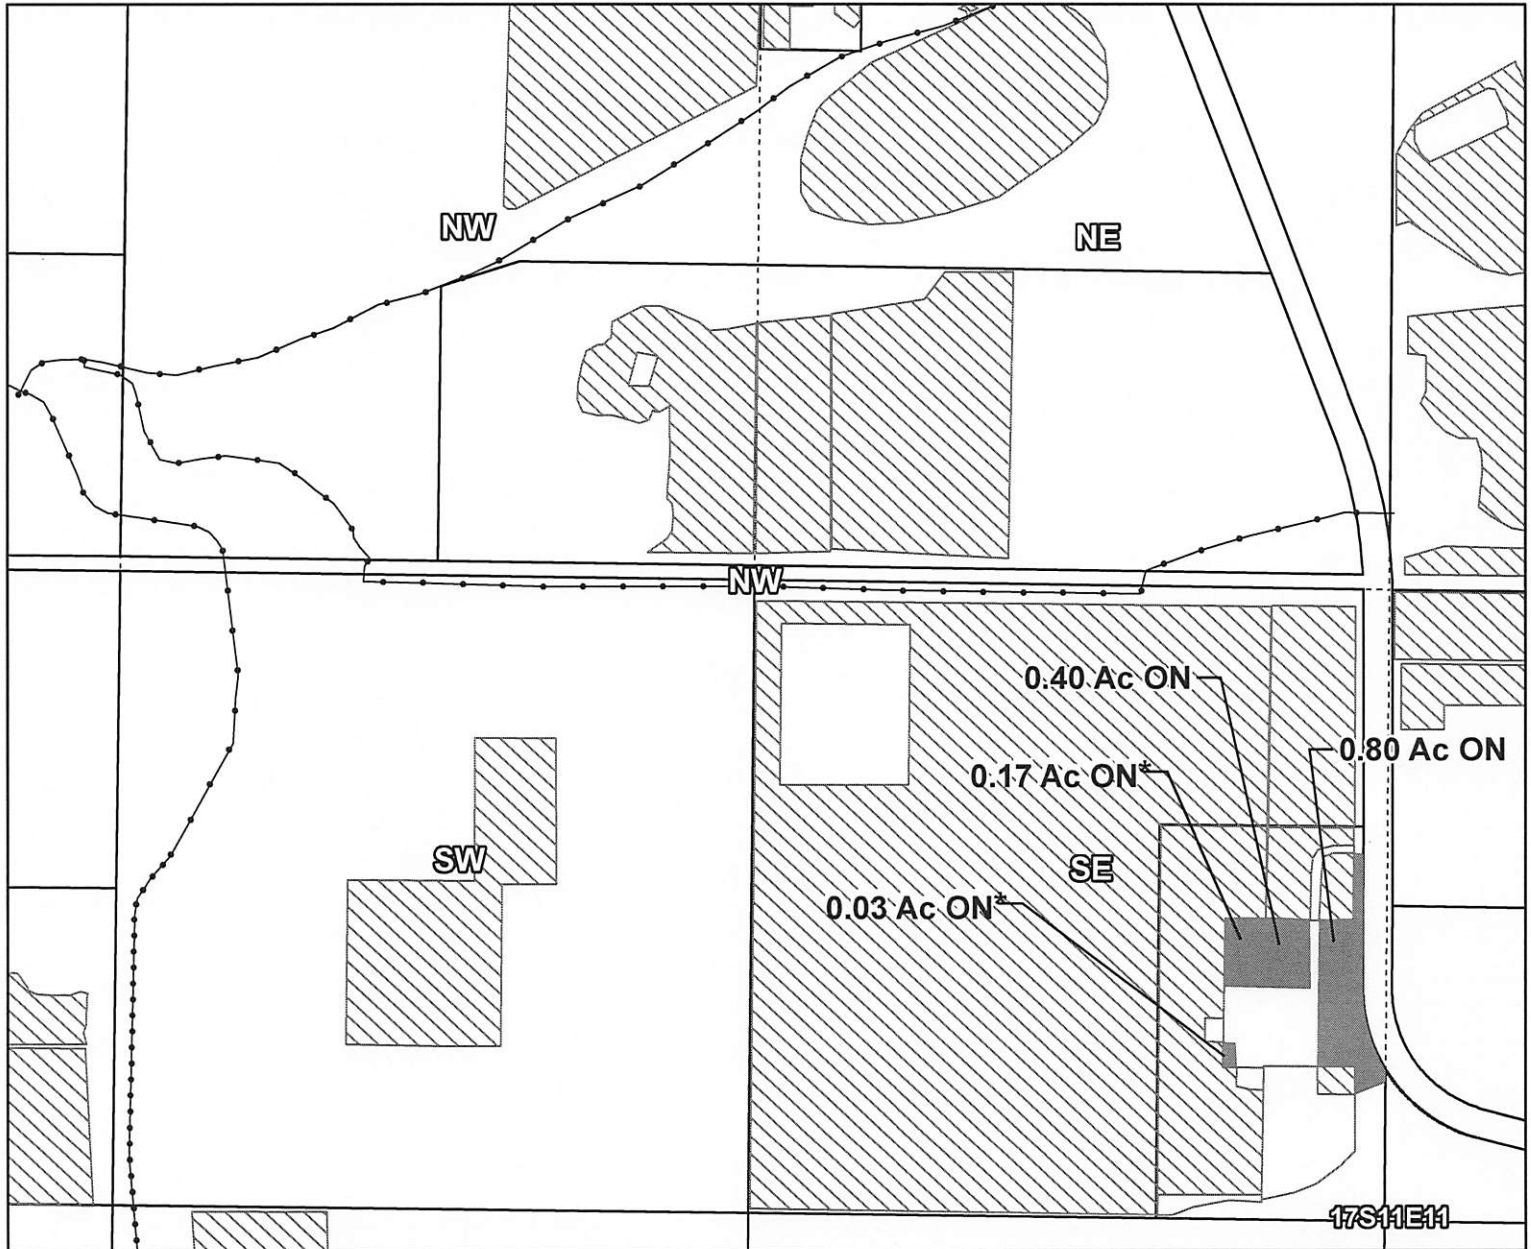 NW
NE
NW
0.40 Ac ON
0.80 Ac ON
0.17 Ac ON*
SW
SE
0.03 Ac ON*
17S11E11